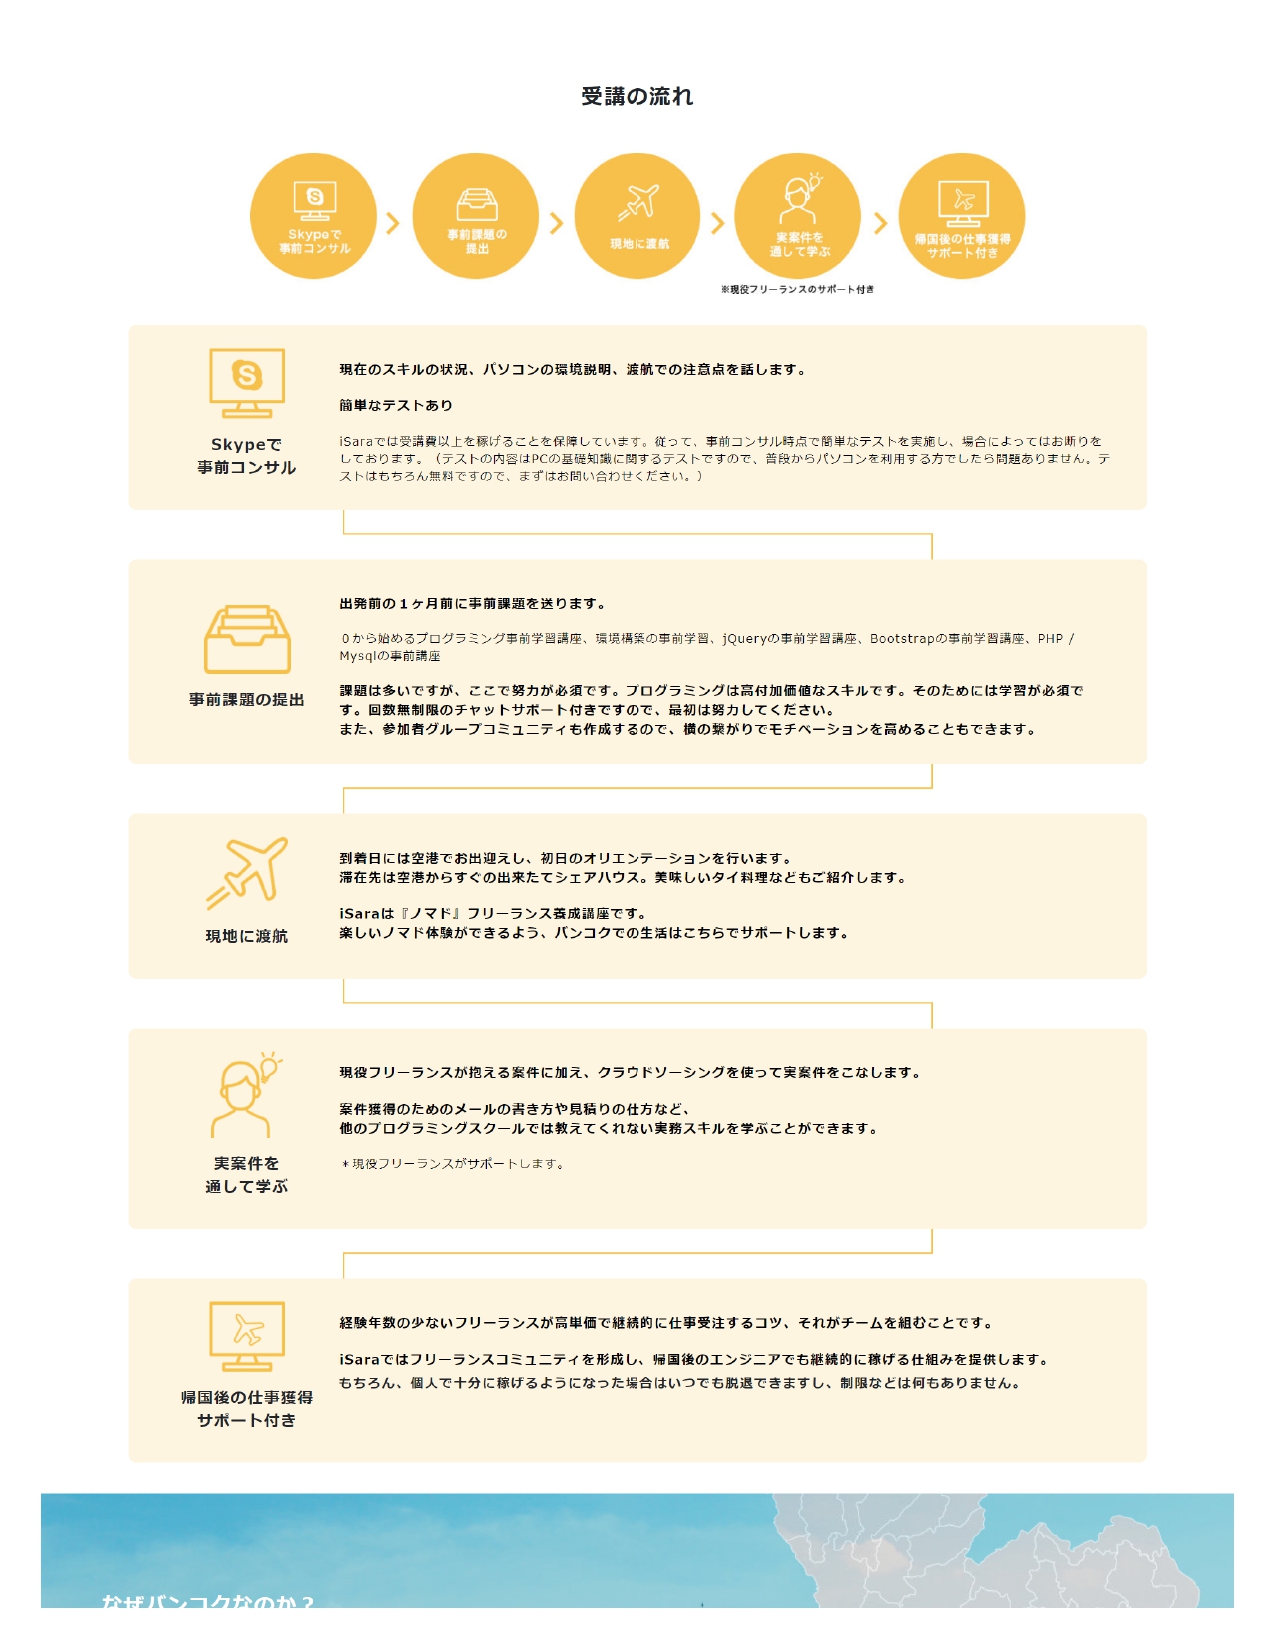 受講の流れ
Skypeで
事前コンサル
事前課題の
提出
現地に渡航
実案件を
通して学ぶ
帰国後の仕事獲得
サポート付き
※現役フリーランスのサポート付き
Skypeで
事前コンサル
現在のスキルの状況、パソコンの環境説明、渡航での注意点を話します。
簡単なテストあり
iSaraでは受講費以上を稼げることを保障しています。従って、事前コンサル時点で簡単なテストを実施し、場合によってはお断りを
しております。（テストの内容はPCの基礎知識に関するテストですので、普段からパソコンを利用する方でしたら問題ありません。テ
ストはもちろん無料ですので、まずはお問い合わせください。）
事前課題の提出
出発前の１ヶ月前に事前課題を送ります。
０から始めるプログラミング事前学習講座、環境構築の事前学習、jQueryの事前学習講座、Bootstrapの事前学習講座、PHP /
Mysqlの事前講座
課題は多いですが、ここで努力が必須です。プログラミングは高付加価値なスキルです。そのためには学習が必須で
す。回数無制限のチャットサポート付きですので、最初は努力してください。
また、参加者グループコミュニティも作成するので、横の繋がりでモチベーションを高めることもできます。
現地に渡航
到着日には空港でお出迎えし、初日のオリエンテーションを行います。
滞在先は空港からすぐの出来たてシェアハウス。美味しいタイ料理などもご紹介します。
iSaraは『ノマド』フリーランス養成講座です。
楽しいノマド体験ができるよう、バンコクでの生活はこちらでサポートします。
実案件を
通して学ぶ
現役フリーランスが抱える案件に加え、クラウドソーシングを使って実案件をこなします。
案件獲得のためのメールの書き方や見積りの仕方など、
他のプログラミングスクールでは教えてくれない実務スキルを学ぶことができます。
＊現役フリーランスがサポートします。
帰国後の仕事獲得
サポート付き
経験年数の少ないフリーランスが高単価で継続的に仕事受注するコツ、それがチームを組むことです。
iSaraではフリーランスコミュニティを形成し、帰国後のエンジニアでも継続的に稼げる仕組みを提供します。
もちろん、個人で十分に稼げるようになった場合はいつでも脱退できますし、制限などは何もありません。
なぜバンコクなのか？